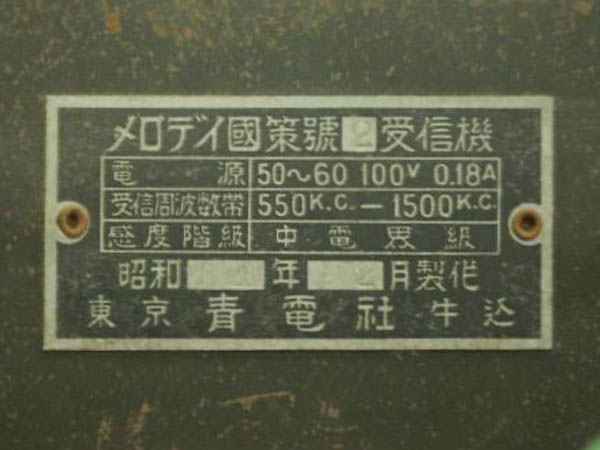 メロデイ國策號2受信機
電源 50〜60 100V 0.18A
受信周波数帯 550K.C.－1500K.C.
感度階級 中電界級
昭和 年 2月製作
東京 青電社 牛込